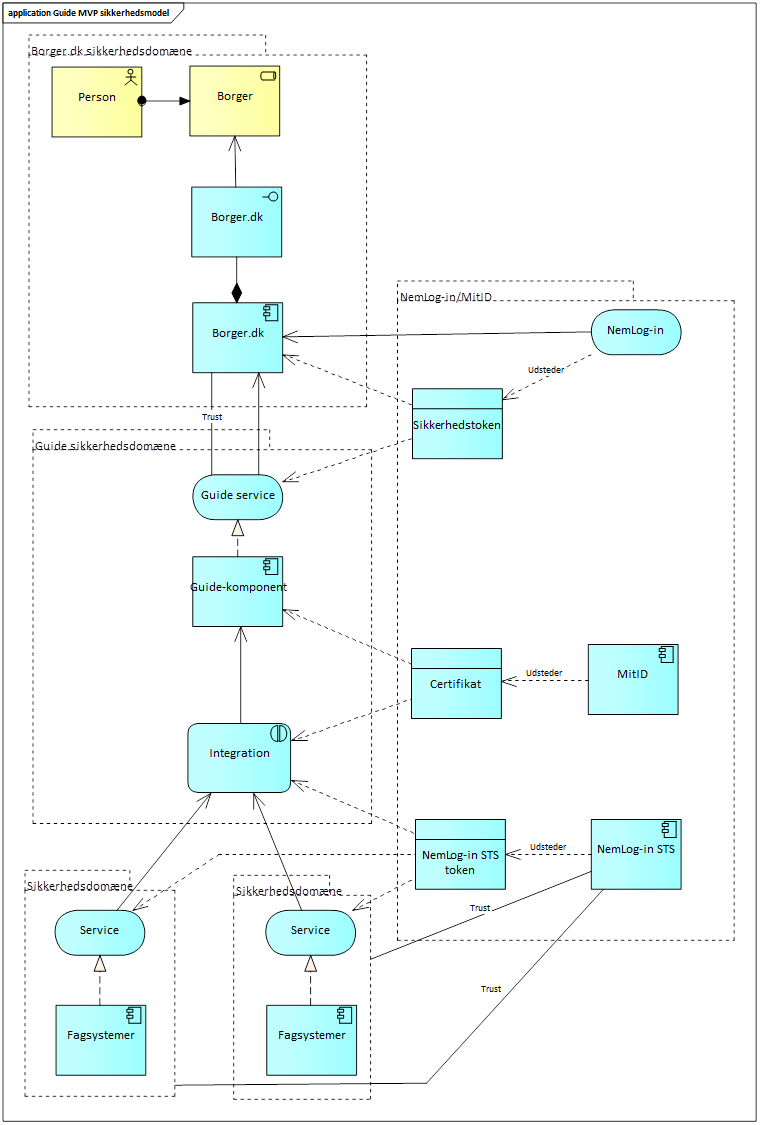 application Guide MVP sikkerhedsmodel
Borger.dk sikkerhedsdomæne
Person
Borger
Borger.dk
Borger.dk
NemLog-in/MitID
NemLog-in
Udsteder
Sikkerhedstoken
Trust
Guide sikkerhedsdomæne
Guide service
Guide-komponent
Certifikat
Udsteder
MitID
Integration
NemLog-in STS
token
Udsteder
NemLog-in STS
Sikkerhedsdomæne
Sikkerhedsdomæne
Trust
Service
Service
Trust
Fagsystemer
Fagsystemer